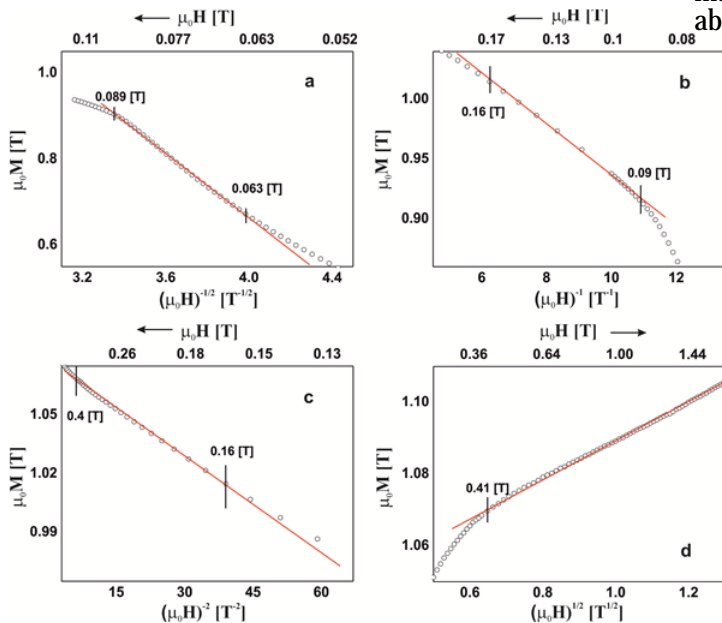 ab
← μ₀H [T]
0.11 0.077 0.063 0.052
a
0.089 [T]
0.063 [T]
1.0
0.8
0.6
μ₀M [T]
3.2 3.6 4.0 4.4
(μ₀H)⁻¹/² [T⁻¹/²]
← μ₀H [T]
0.17 0.13 0.1 0.08
b
0.16 [T]
0.09 [T]
1.00
0.95
0.90
μ₀M [T]
6 8 10 12
(μ₀H)⁻¹ [T⁻¹]
← μ₀H [T]
0.26 0.18 0.15 0.13
c
0.4 [T]
0.16 [T]
1.05
1.02
0.99
μ₀M [T]
15 30 45 60
(μ₀H)⁻² [T⁻²]
μ₀H [T] →
0.36 0.64 1.00 1.44
0.41 [T]
d
1.10
1.08
1.06
μ₀M [T]
0.6 0.8 1.0 1.2
(μ₀H)¹/² [T¹/²]